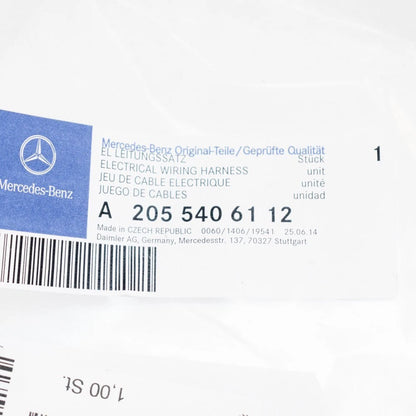 Mercedes-Benz Original-Teile/Geprüfte Qualität
EL LEITUNGSSATZ Stück 1
ELECTRICAL WIRING HARNESS unit
JEU DE CABLE ELECTRIQUE unité
JUEGO DE CABLES unidad
Mercedes-Benz
A 205 540 61 12
Made in CZECH REPUBLIC 0060/1406/19541 25.06.14
Daimler AG, Germany, Mercedesstr. 137, 70327 Stuttgart
1,00 St.